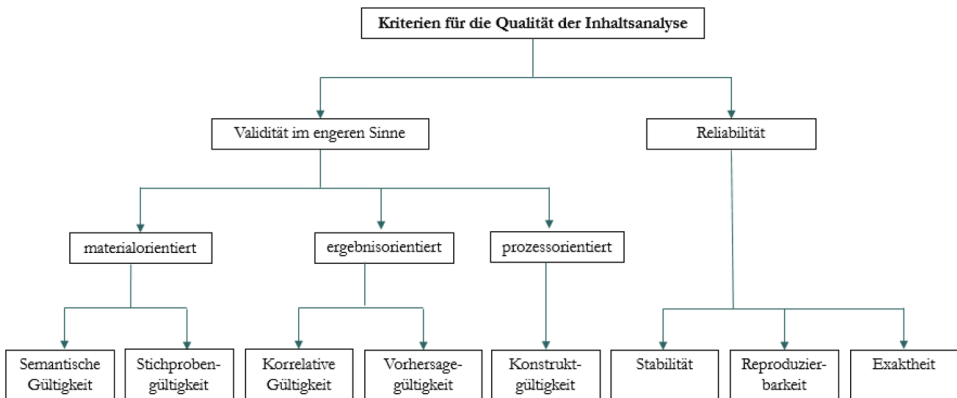 Kriterien für die Qualität der Inhaltsanalyse
Validität im engeren Sinne
Reliabilität
materialorientiert
ergebnisorientiert
prozessorientiert
Semantische
Gültigkeit
Stichproben-
gültigkeit
Korrelative
Gültigkeit
Vorhersage-
gültigkeit
Konstrukt-
gültigkeit
Stabilität
Reproduzier-
barkeit
Exaktheit